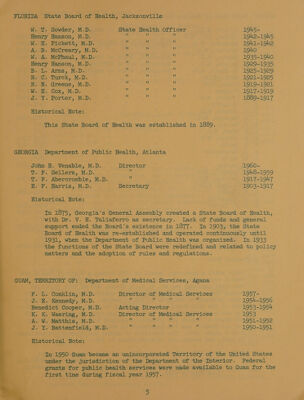 FLORIDA State Board of Health, Jacksonville
W. T. Sowder, M.D. State Health Officer 1945-
Henry Hanson, M.D. " " " 1942-1945
W. H. Pickett, M.D. " " " 1941-1942
A. B. McCreary, M.D. " " " 1940
W. A. McPhaul, M.D. " " " 1935-1940
Henry Hanson, M.D. " " " 1929-1935
B. L. Arms, M.D. " " " 1925-1929
R. C. Turck, M.D. " " " 1921-1925
R. N. Greene, M.D. " " " 1919-1921
W. H. Cox, M.D. " " " 1917-1919
J. Y. Porter, M.D. " " " 1889-1917
Historical Note:
This State Board of Health was established in 1889.
GEORGIA Department of Public Health, Atlanta
John H. Venable, M.D. Director 1960-
T. F. Sellers, M.D. " 1948-1959
T. F. Abercrombie, M.D. " 1917-1947
H. F. Harris, M.D. Secretary 1903-1917
Historical Note:
In 1875, Georgia's General Assembly created a State Board of Health,
with Dr. V. H. Taliaferro as secretary. Lack of funds and general
support ended the Board's existence in 1877. In 1903, the State
Board of Health was re-established and operated continuously until
1931, when the Department of Public Health was organized. In 1933
the functions of the State Board were redefined and related to policy
matters and the adoption of rules and regulations.
GUAM, TERRITORY OF: Department of Medical Services, Agana
F. L. Conklin, M.D. Director of Medical Services 1957-
J. E. Kennedy, M.D. " " " " 1954-1956
Benedict Cooper, M.D. Acting Director 1953-1954
K. K. Waering, M.D. Director of Medical Services 1953
A. W. Matthis, M.D. " " " " 1951-1952
J. Y. Battenfield, M.D. " " " " 1950-1951
Historical Note:
In 1950 Guam became an unincorporated Territory of the United States
under the jurisdiction of the Department of the Interior. Federal
grants for public health services were made available to Guam for the
first time during fiscal year 1957.
5